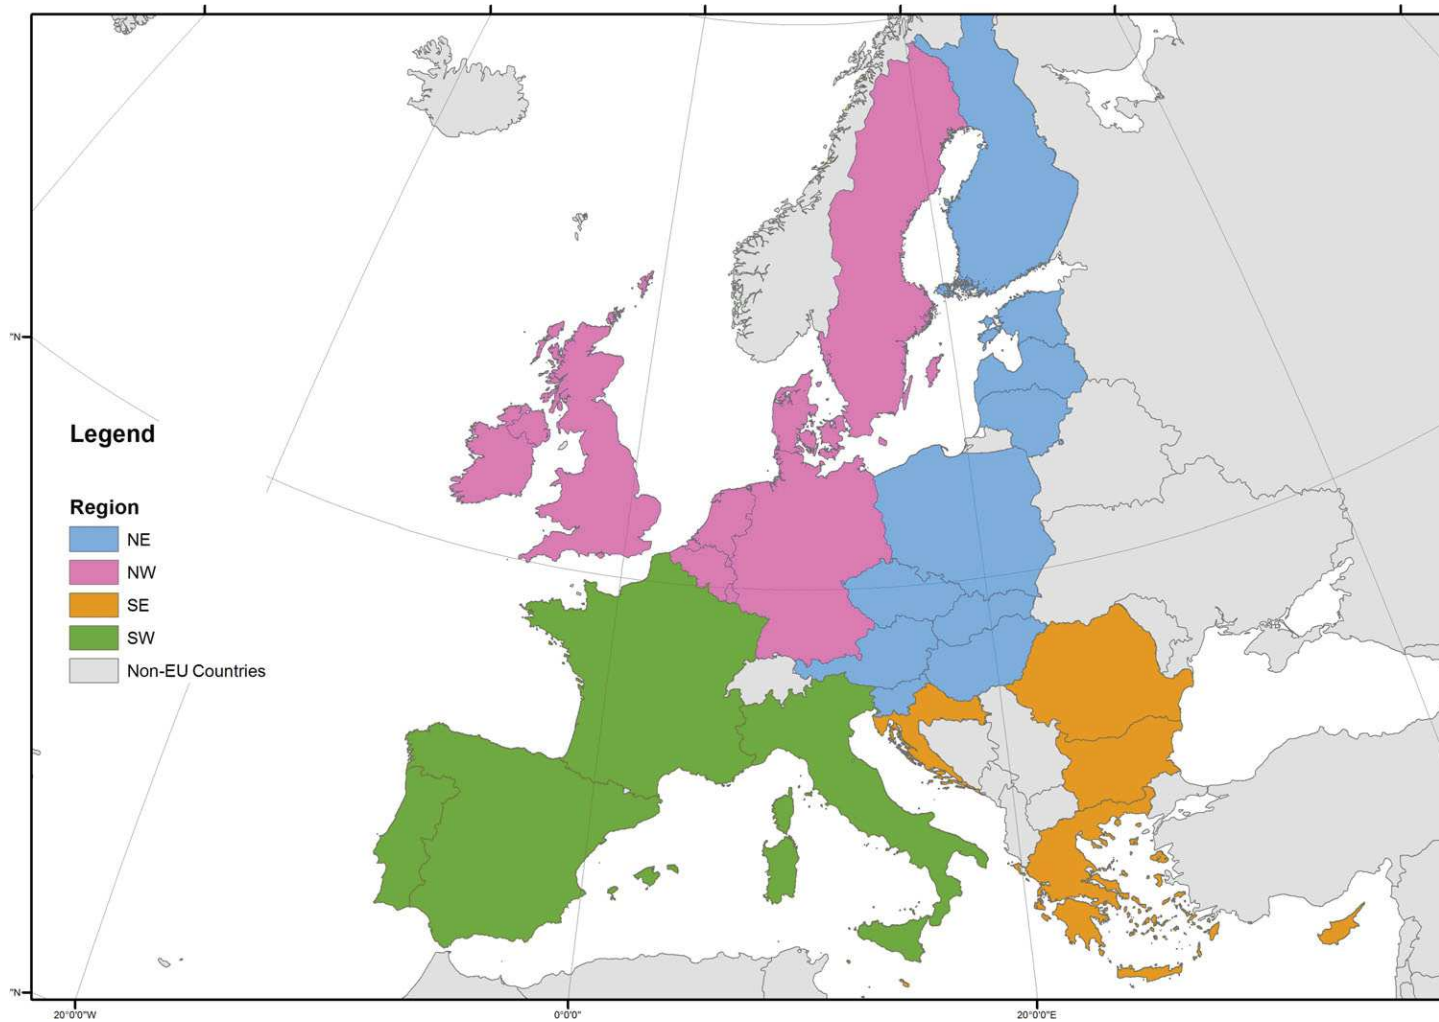 °N
Legend
Region
NE
NW
SE
SW
Non-EU Countries
°N
20°0'0"W
0°0'0"
20°0'0"E